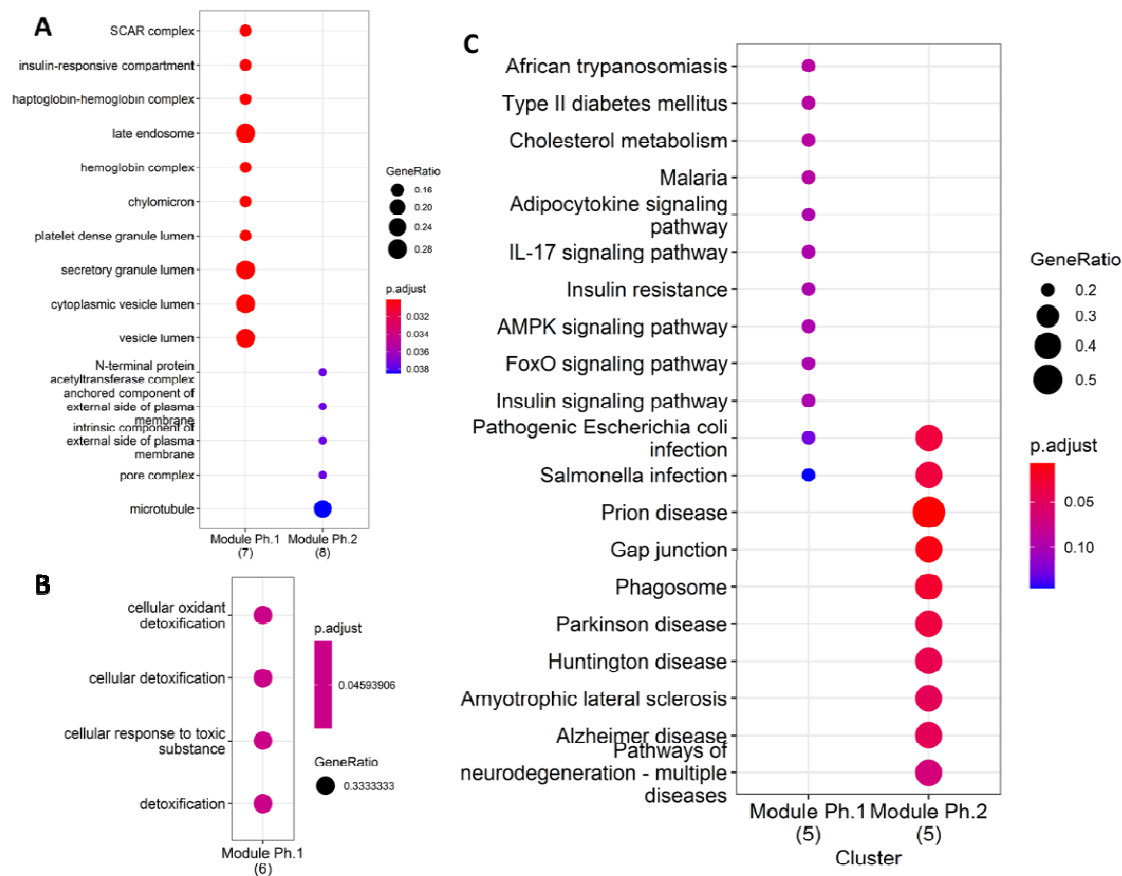 A
SCAR complex
insulin-responsive compartment
haptoglobin-hemoglobin complex
late endosome
hemoglobin complex
chylomicron
platelet dense granule lumen
secretory granule lumen
cytoplasmic vesicle lumen
vesicle lumen
N-terminal protein
acetyltransferase complex
anchored component of
external side of plasma
membrane
intrinsic component of
external side of plasma
membrane
pore complex
microtubule
Module Ph.1
(7)
Module Ph.2
(8)
GeneRatio
0.16
0.20
0.24
0.28
p.adjust
0.032
0.034
0.036
0.038
B
cellular oxidant
detoxification
cellular detoxification
cellular response to toxic
substance
detoxification
Module Ph.1
(6)
p.adjust
0.04593906
GeneRatio
0.3333333
C
African trypanosomiasis
Type II diabetes mellitus
Cholesterol metabolism
Malaria
Adipocytokine signaling
pathway
IL-17 signaling pathway
Insulin resistance
AMPK signaling pathway
FoxO signaling pathway
Insulin signaling pathway
Pathogenic Escherichia coli
infection
Salmonella infection
Prion disease
Gap junction
Phagosome
Parkinson disease
Huntington disease
Amyotrophic lateral sclerosis
Alzheimer disease
Pathways of
neurodegeneration - multiple
diseases
Module Ph.1
(5)
Module Ph.2
(5)
Cluster
GeneRatio
0.2
0.3
0.4
0.5
p.adjust
0.05
0.10